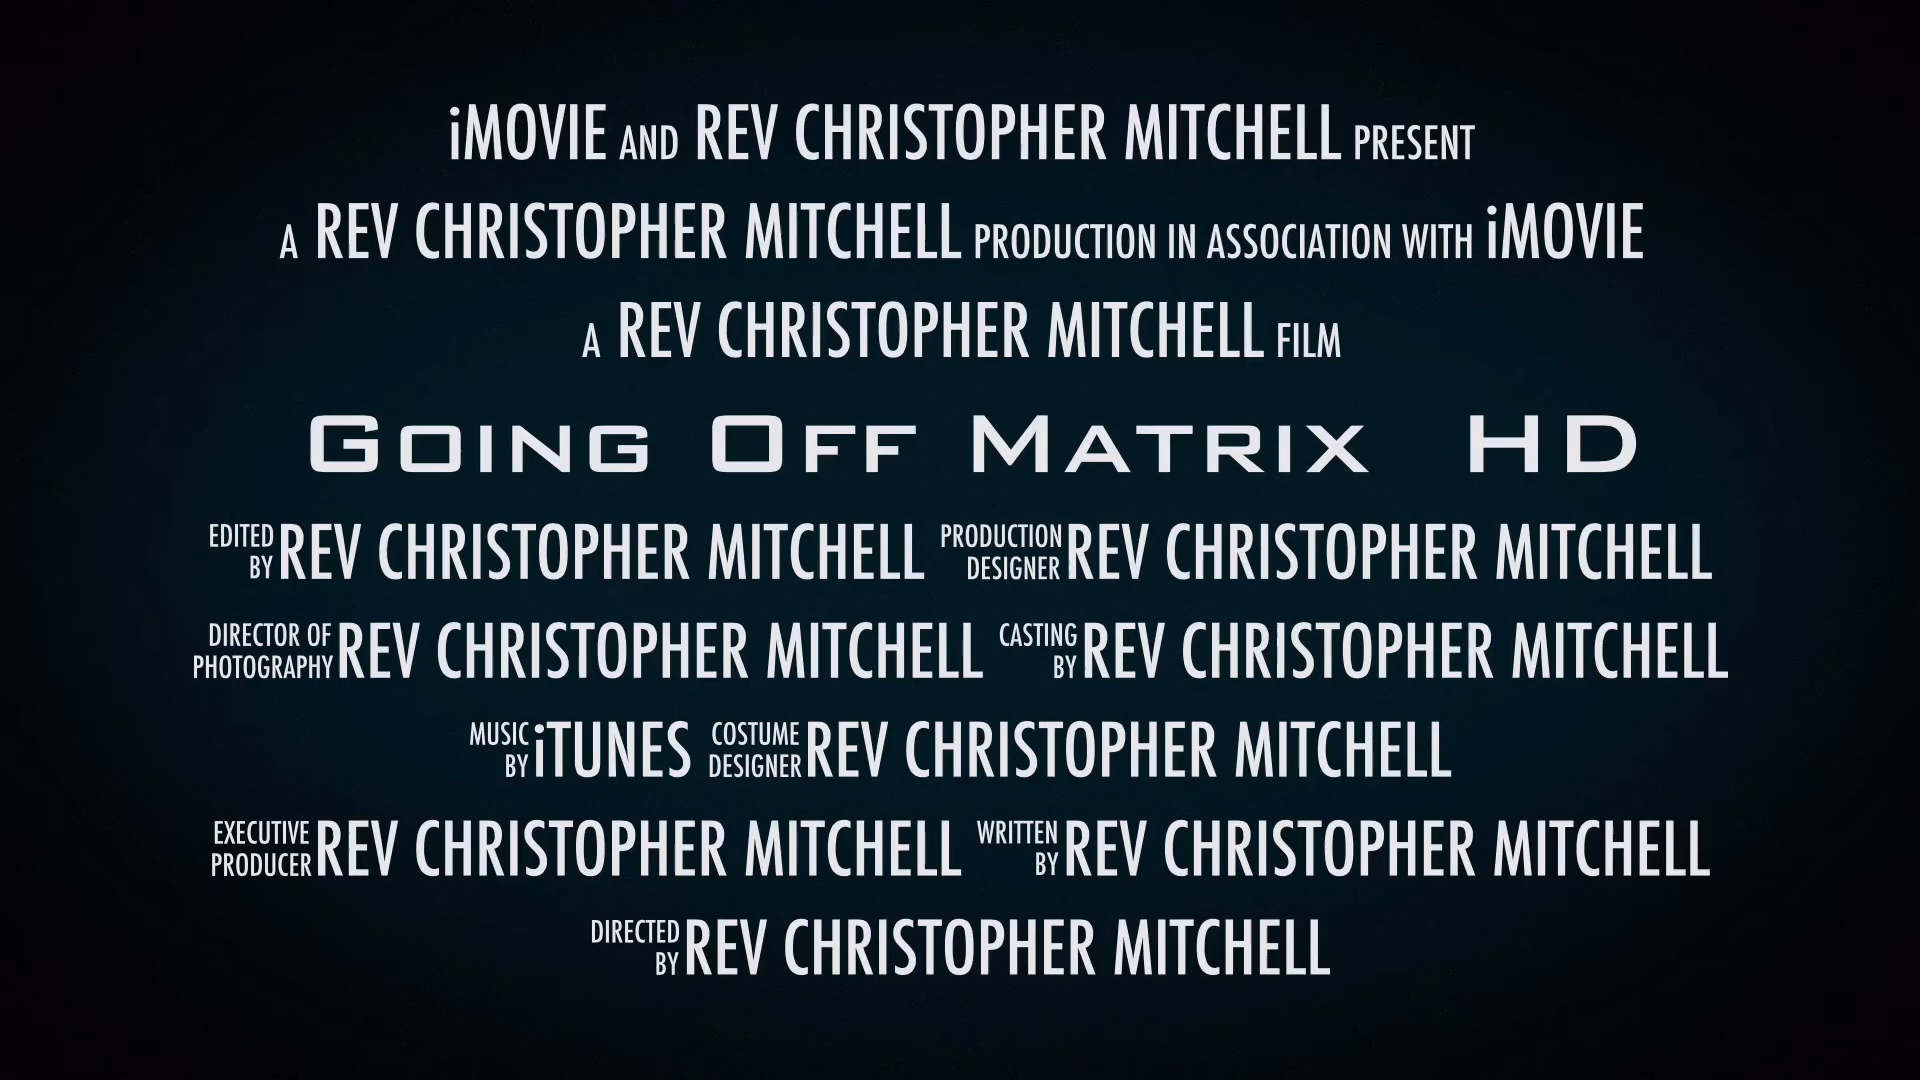 iMOVIE AND REV CHRISTOPHER MITCHELL PRESENT
A REV CHRISTOPHER MITCHELL PRODUCTION IN ASSOCIATION WITH iMOVIE
A REV CHRISTOPHER MITCHELL FILM
GOING OFF MATRIX HD
EDITED BY REV CHRISTOPHER MITCHELL PRODUCTION DESIGNER REV CHRISTOPHER MITCHELL
DIRECTOR OF PHOTOGRAPHY REV CHRISTOPHER MITCHELL CASTING BY REV CHRISTOPHER MITCHELL
MUSIC BY iTUNES COSTUME DESIGNER REV CHRISTOPHER MITCHELL
EXECUTIVE PRODUCER REV CHRISTOPHER MITCHELL WRITTEN BY REV CHRISTOPHER MITCHELL
DIRECTED BY REV CHRISTOPHER MITCHELL